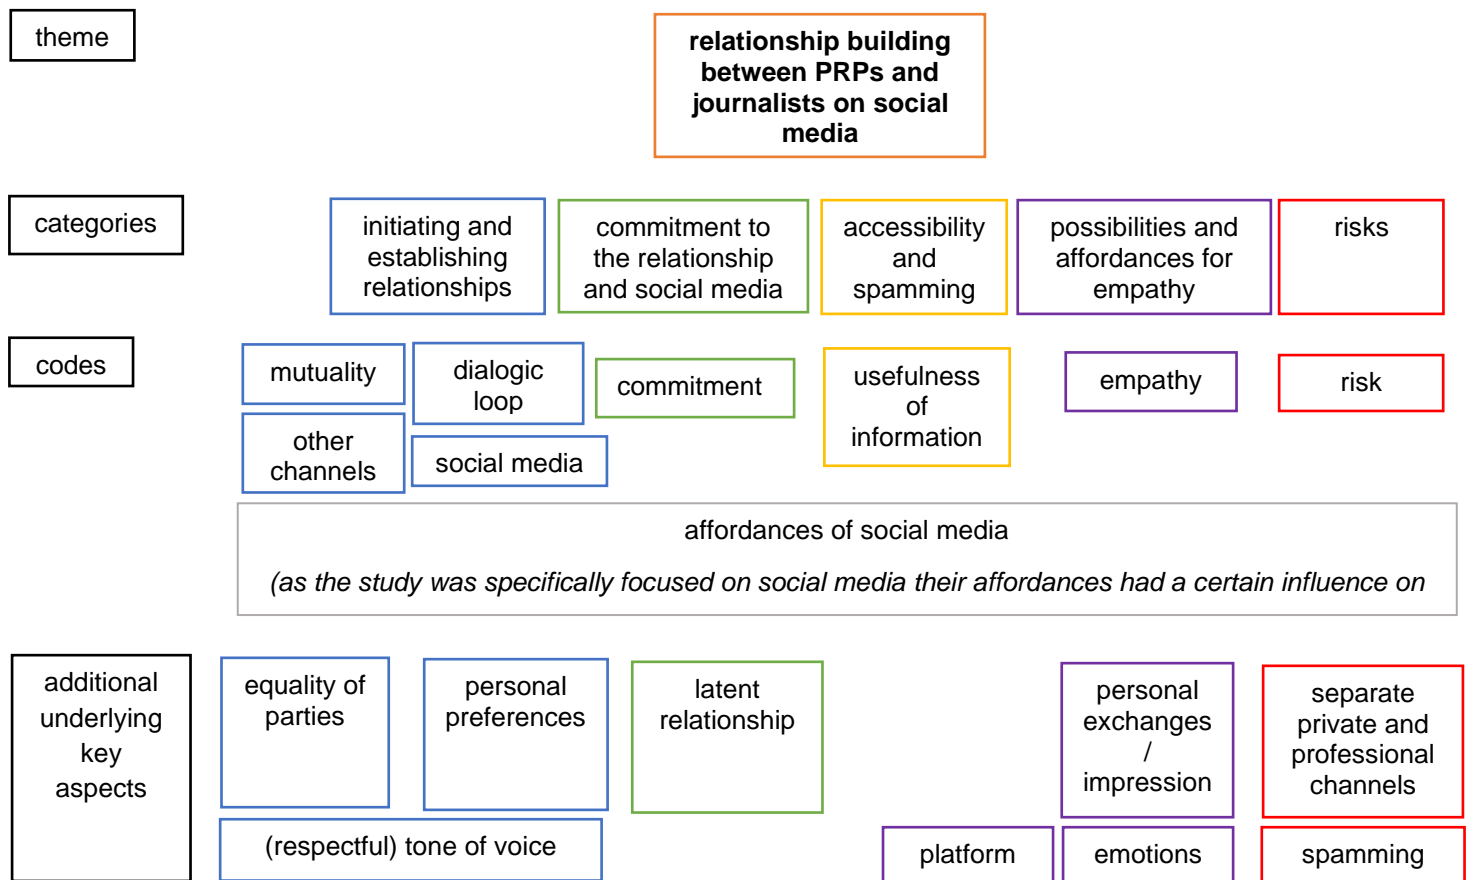 theme
relationship building
between PRPs and
journalists on social
media
categories
initiating and
establishing
relationships
commitment to
the relationship
and social media
accessibility
and
spamming
possibilities and
affordances for
empathy
risks
codes
mutuality
dialogic
loop
commitment
usefulness
of
information
empathy
risk
other
channels
social media
affordances of social media
(as the study was specifically focused on social media their affordances had a certain influence on
additional
underlying
key
aspects
equality of
parties
personal
preferences
latent
relationship
personal
exchanges
/
impression
separate
private and
professional
channels
(respectful) tone of voice
platform
emotions
spamming